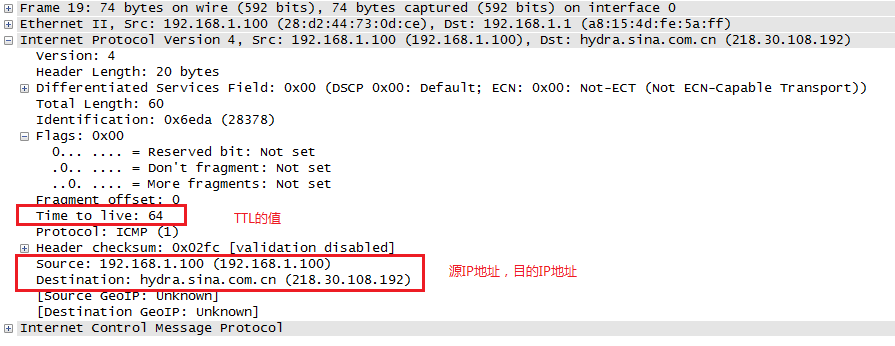 Frame 19: 74 bytes on wire (592 bits), 74 bytes captured (592 bits) on interface 0
Ethernet II, Src: 192.168.1.100 (28:d2:44:73:0d:ce), Dst: 192.168.1.1 (a8:15:4d:fe:5a:ff)
Internet Protocol Version 4, Src: 192.168.1.100 (192.168.1.100), Dst: hydra.sina.com.cn (218.30.108.192)
Version: 4
Header Length: 20 bytes
Differentiated Services Field: 0x00 (DSCP 0x00: Default; ECN: 0x00: Not-ECT (Not ECN-Capable Transport))
Total Length: 60
Identification: 0x6eda (28378)
Flags: 0x00
0... .... = Reserved bit: Not set
.0.. .... = Don't fragment: Not set
..0. .... = More fragments: Not set
Fragment offset: 0
Time to live: 64 TTL的值
Protocol: ICMP (1)
Header checksum: 0x02fc [validation disabled]
Source: 192.168.1.100 (192.168.1.100)
源IP地址，目的IP地址
Destination: hydra.sina.com.cn (218.30.108.192)
[Source GeoIP: Unknown]
[Destination GeoIP: Unknown]
Internet Control Message Protocol